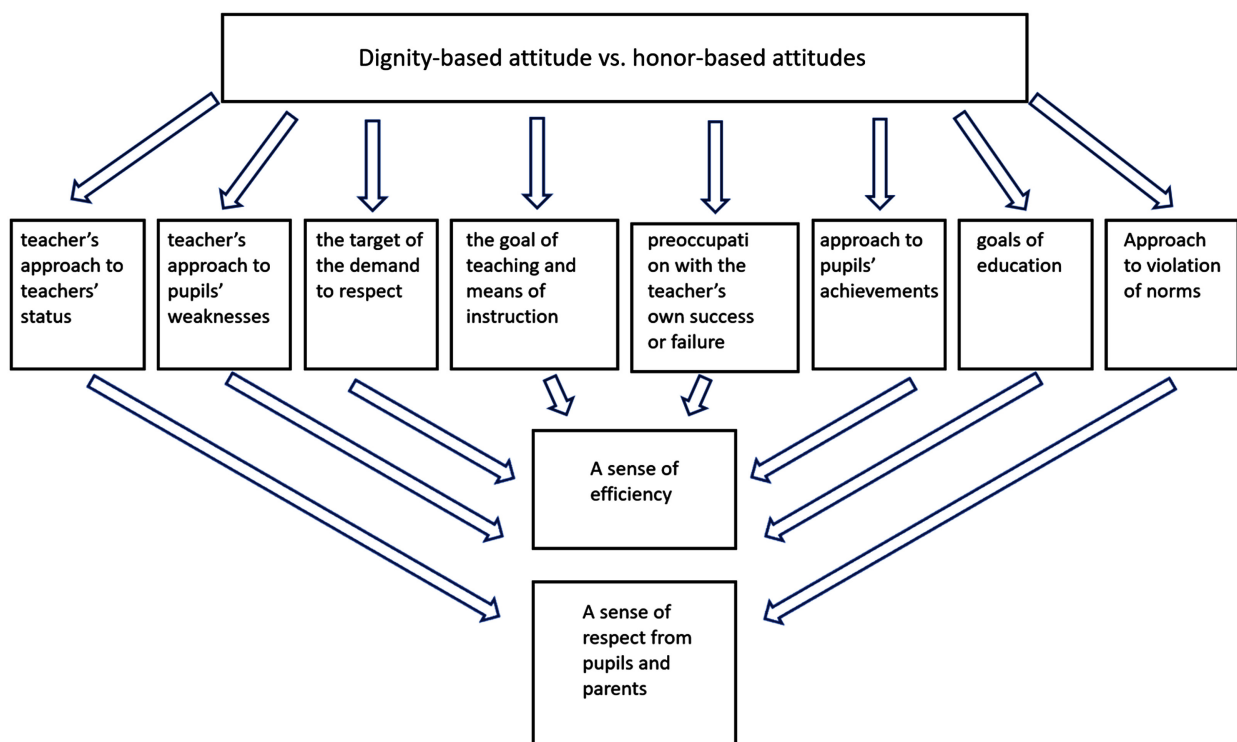 Dignity-based attitude vs. honor-based attitudes
teacher's
approach to
teachers'
status
teacher's
approach to
pupils'
weaknesses
the target of
the demand
to respect
the goal of
teaching and
means of
instruction
preoccupati
on with the
teacher's
own success
or failure
approach to
pupils'
achievements
goals of
education
Approach
to violation
of norms
A sense of
efficiency
A sense of
respect from
pupils and
parents